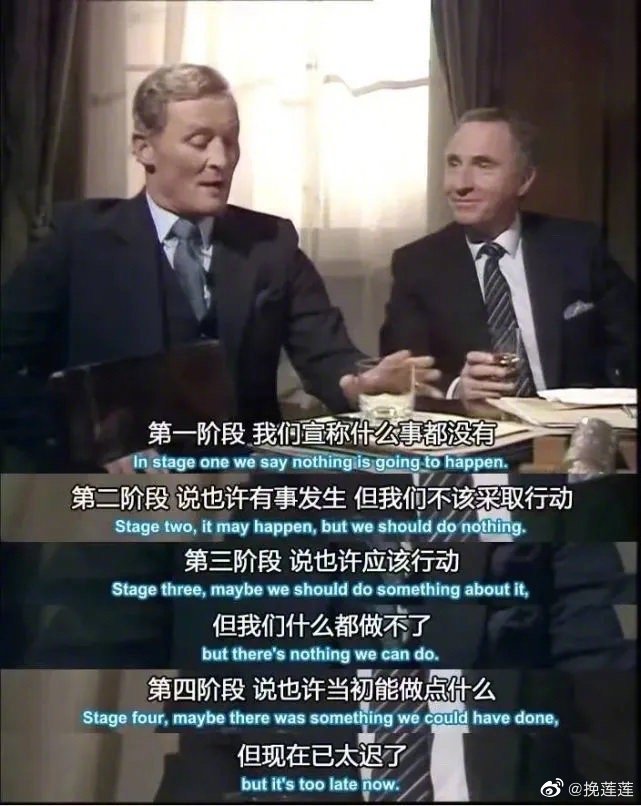 第一阶段 我们宣称什么事都没有
In stage one we say nothing is going to happen.
第二阶段 说也许有事发生 但我们不该采取行动
Stage two, it may happen, but we should do nothing.
第三阶段 说也许应该行动
Stage three, maybe we should do something about it,
但我们什么都做不了
but there's nothing we can do.
第四阶段 说也许当初能做点什么
Stage four, maybe there was something we could have done,
但现在已太迟了
but it's too late now.
@挽莲莲